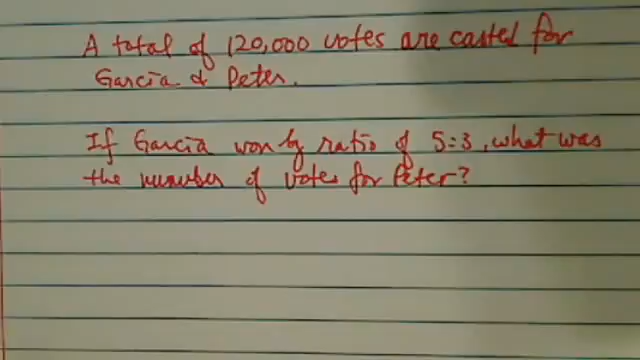 A total of 120,000 votes are casted for
Garcia & Peter.
If Garcia won by ratio of 5:3, what was
the number of votes for Peter?